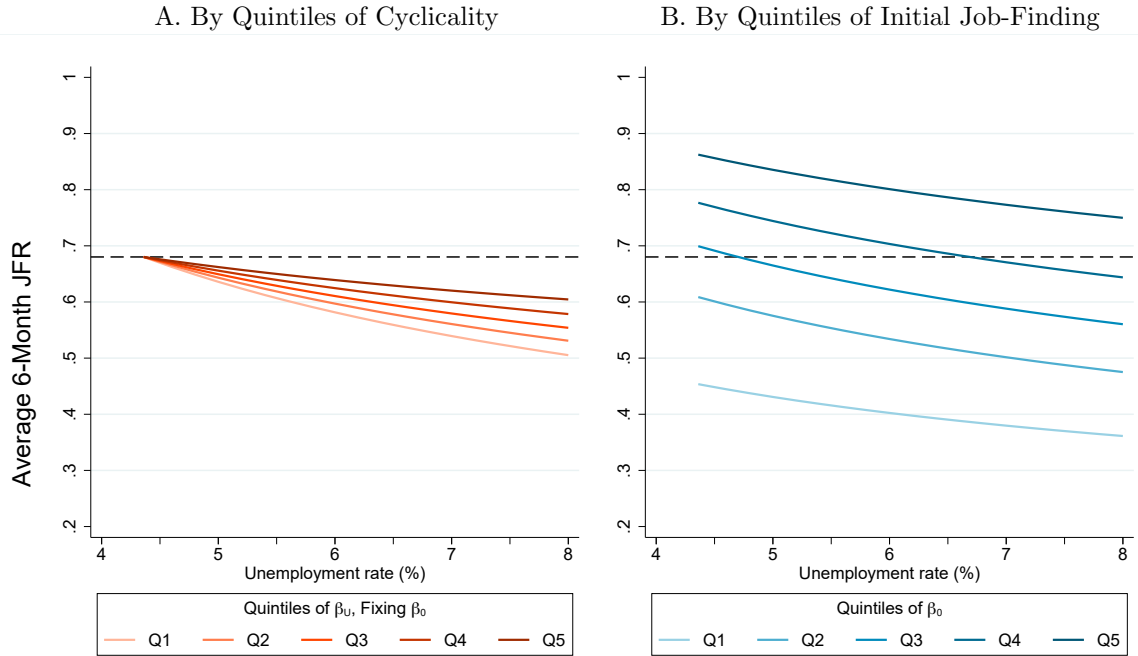 A. By Quintiles of Cyclicality
B. By Quintiles of Initial Job-Finding
Average 6-Month JFR
1
.9
.8
.7
.6
.5
.4
.3
.2
4 5 6 7 8
Unemployment rate (%)
Quintiles of βU, Fixing β0
Q1 Q2 Q3 Q4 Q5
1
.9
.8
.7
.6
.5
.4
.3
.2
4 5 6 7 8
Unemployment rate (%)
Quintiles of β0
Q1 Q2 Q3 Q4 Q5